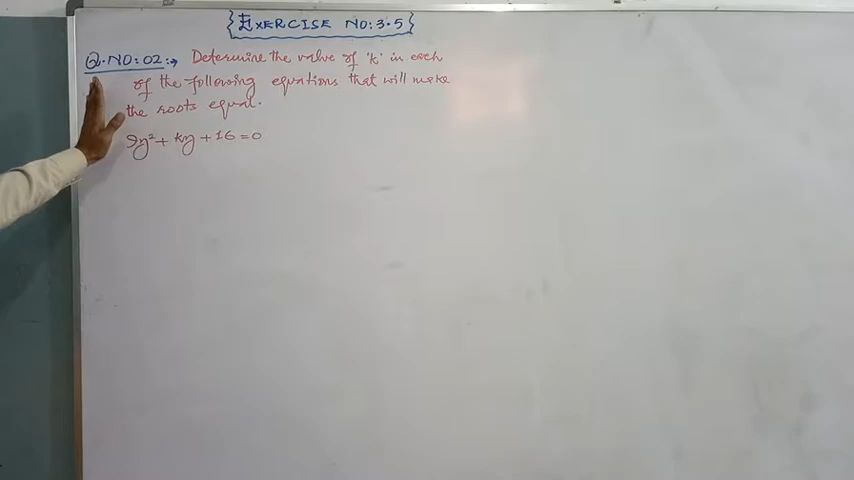 {EXERCISE NO:3.5}
Q.NO:02:→ Determine the value of 'k' in each
of the following equations that will make
the roots equal.
9y²+ky+16=0